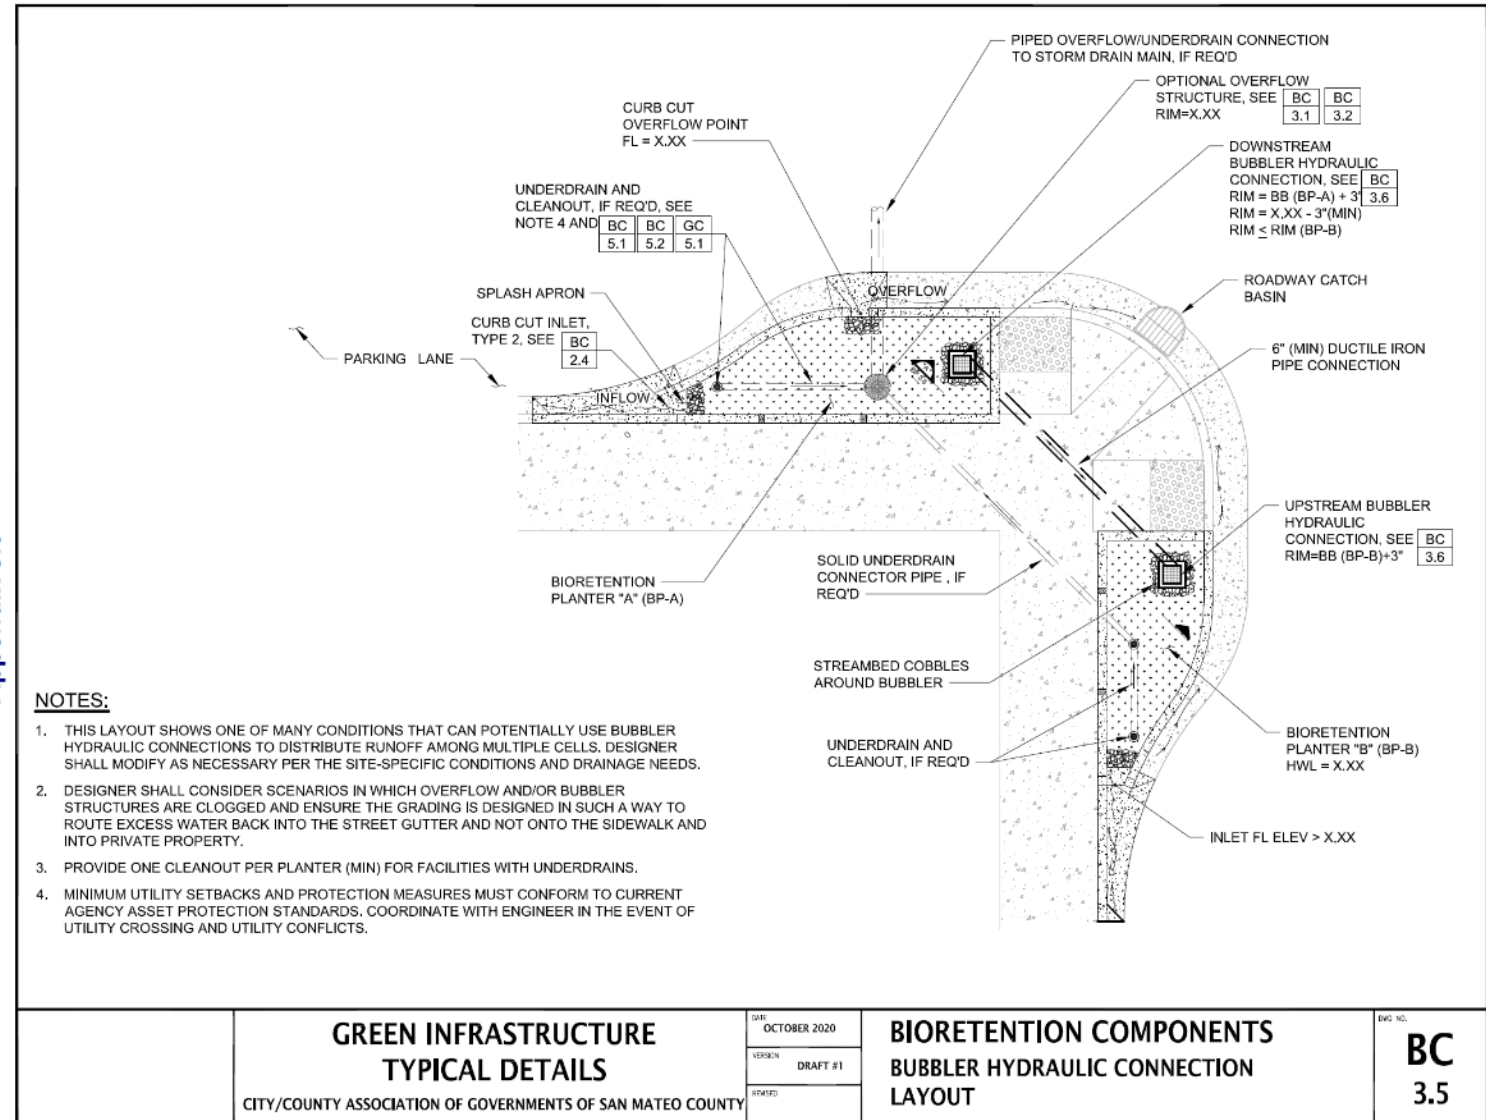 PIPED OVERFLOW/UNDERDRAIN CONNECTION
TO STORM DRAIN MAIN, IF REQ'D
OPTIONAL OVERFLOW
STRUCTURE, SEE BC BC
RIM=X.XX 3.1 3.2
CURB CUT
OVERFLOW POINT
FL = X.XX
DOWNSTREAM
BUBBLER HYDRAULIC
CONNECTION, SEE BC
RIM = BB (BP-A) + 3" 3.6
RIM = X.XX - 3"(MIN)
RIM ≤ RIM (BP-B)
UNDERDRAIN AND
CLEANOUT, IF REQ'D, SEE
NOTE 4 AND BC BC GC
5.1 5.2 5.1
ROADWAY CATCH
BASIN
SPLASH APRON
OVERFLOW
CURB CUT INLET,
TYPE 2, SEE BC
2.4
PARKING LANE
6" (MIN) DUCTILE IRON
PIPE CONNECTION
INFLOW
UPSTREAM BUBBLER
HYDRAULIC
CONNECTION, SEE BC
RIM=BB (BP-B)+3" 3.6
SOLID UNDERDRAIN
CONNECTOR PIPE , IF
REQ'D
BIORETENTION
PLANTER "A" (BP-A)
STREAMBED COBBLES
AROUND BUBBLER
UNDERDRAIN AND
CLEANOUT, IF REQ'D
BIORETENTION
PLANTER "B" (BP-B)
HWL = X.XX
INLET FL ELEV > X.XX
NOTES:
1. THIS LAYOUT SHOWS ONE OF MANY CONDITIONS THAT CAN POTENTIALLY USE BUBBLER
HYDRAULIC CONNECTIONS TO DISTRIBUTE RUNOFF AMONG MULTIPLE CELLS. DESIGNER
SHALL MODIFY AS NECESSARY PER THE SITE-SPECIFIC CONDITIONS AND DRAINAGE NEEDS.
2. DESIGNER SHALL CONSIDER SCENARIOS IN WHICH OVERFLOW AND/OR BUBBLER
STRUCTURES ARE CLOGGED AND ENSURE THE GRADING IS DESIGNED IN SUCH A WAY TO
ROUTE EXCESS WATER BACK INTO THE STREET GUTTER AND NOT ONTO THE SIDEWALK AND
INTO PRIVATE PROPERTY.
3. PROVIDE ONE CLEANOUT PER PLANTER (MIN) FOR FACILITIES WITH UNDERDRAINS.
4. MINIMUM UTILITY SETBACKS AND PROTECTION MEASURES MUST CONFORM TO CURRENT
AGENCY ASSET PROTECTION STANDARDS. COORDINATE WITH ENGINEER IN THE EVENT OF
UTILITY CROSSING AND UTILITY CONFLICTS.
GREEN INFRASTRUCTURE
TYPICAL DETAILS
CITY/COUNTY ASSOCIATION OF GOVERNMENTS OF SAN MATEO COUNTY
DATE
OCTOBER 2020
VERSION
DRAFT #1
REVISED
BIORETENTION COMPONENTS
BUBBLER HYDRAULIC CONNECTION
LAYOUT
DWG NO.
BC
3.5